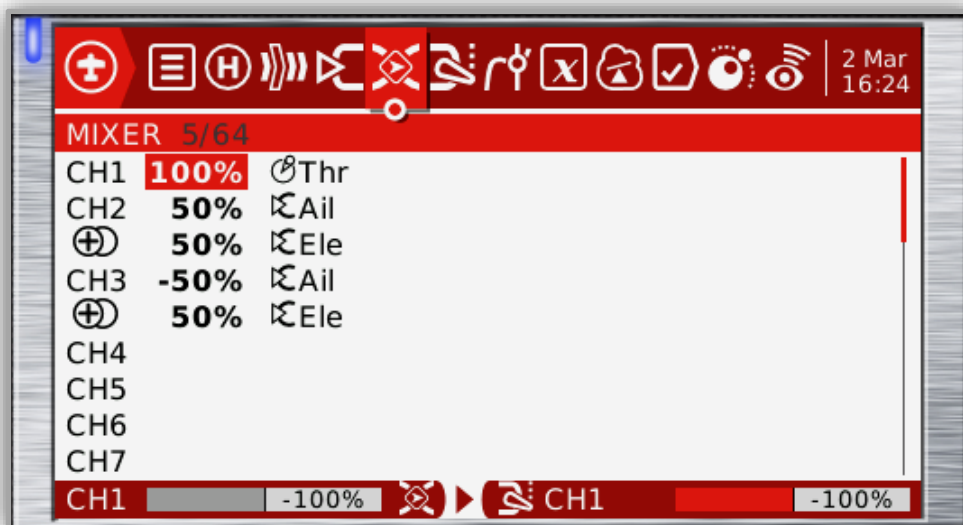 2 Mar
16:24
MIXER 5/64
CH1 100% Thr
CH2 50% Ail
50% Ele
CH3 -50% Ail
50% Ele
CH4
CH5
CH6
CH7
CH1 -100% CH1 -100%